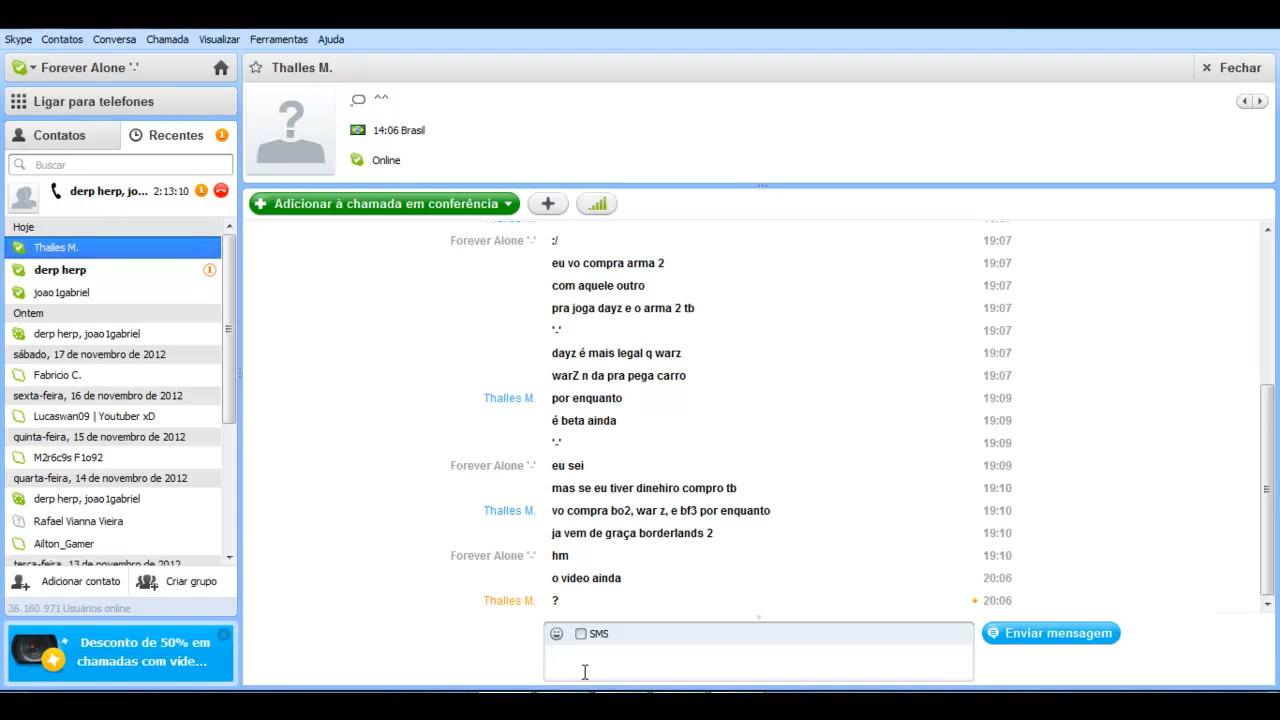 Skype Contatos Conversa Chamada Visualizar Ferramentas Ajuda
Forever Alone '-'
Ligar para telefones
Contatos Recentes 1
Buscar
derp herp, jo... 2:13:10 1
Hoje
Thalles M.
derp herp 1
joao1gabriel
Ontem
derp herp, joao1gabriel
sábado, 17 de novembro de 2012
Fabricio C.
sexta-feira, 16 de novembro de 2012
Lucaswan09 | Youtuber xD
quinta-feira, 15 de novembro de 2012
M2r6c9s F1o92
quarta-feira, 14 de novembro de 2012
derp herp, joao1gabriel
Rafael Vianna Vieira
Ailton_Gamer
terça-feira, 13 de novembro de 2012
Adicionar contato Criar grupo
36.160.971 Usuários online
Desconto de 50% em
chamadas com víde...
Thalles M. Fechar
^^
14:06 Brasil
Online
Adicionar à chamada em conferência
Forever Alone '-' :/ 19:07
eu vo compra arma 2 19:07
com aquele outro 19:07
pra joga dayz e o arma 2 tb 19:07
'-' 19:07
dayz é mais legal q warz 19:07
warZ n da pra pega carro 19:07
Thalles M. por enquanto 19:09
é beta ainda 19:09
'-' 19:09
Forever Alone '-' eu sei 19:09
mas se eu tiver dinehiro compro tb 19:10
Thalles M. vo compra bo2, war z, e bf3 por enquanto 19:10
ja vem de graça borderlands 2 19:10
Forever Alone '-' hm 19:10
o video ainda 20:06
Thalles M. ? 20:06
SMS
Enviar mensagem